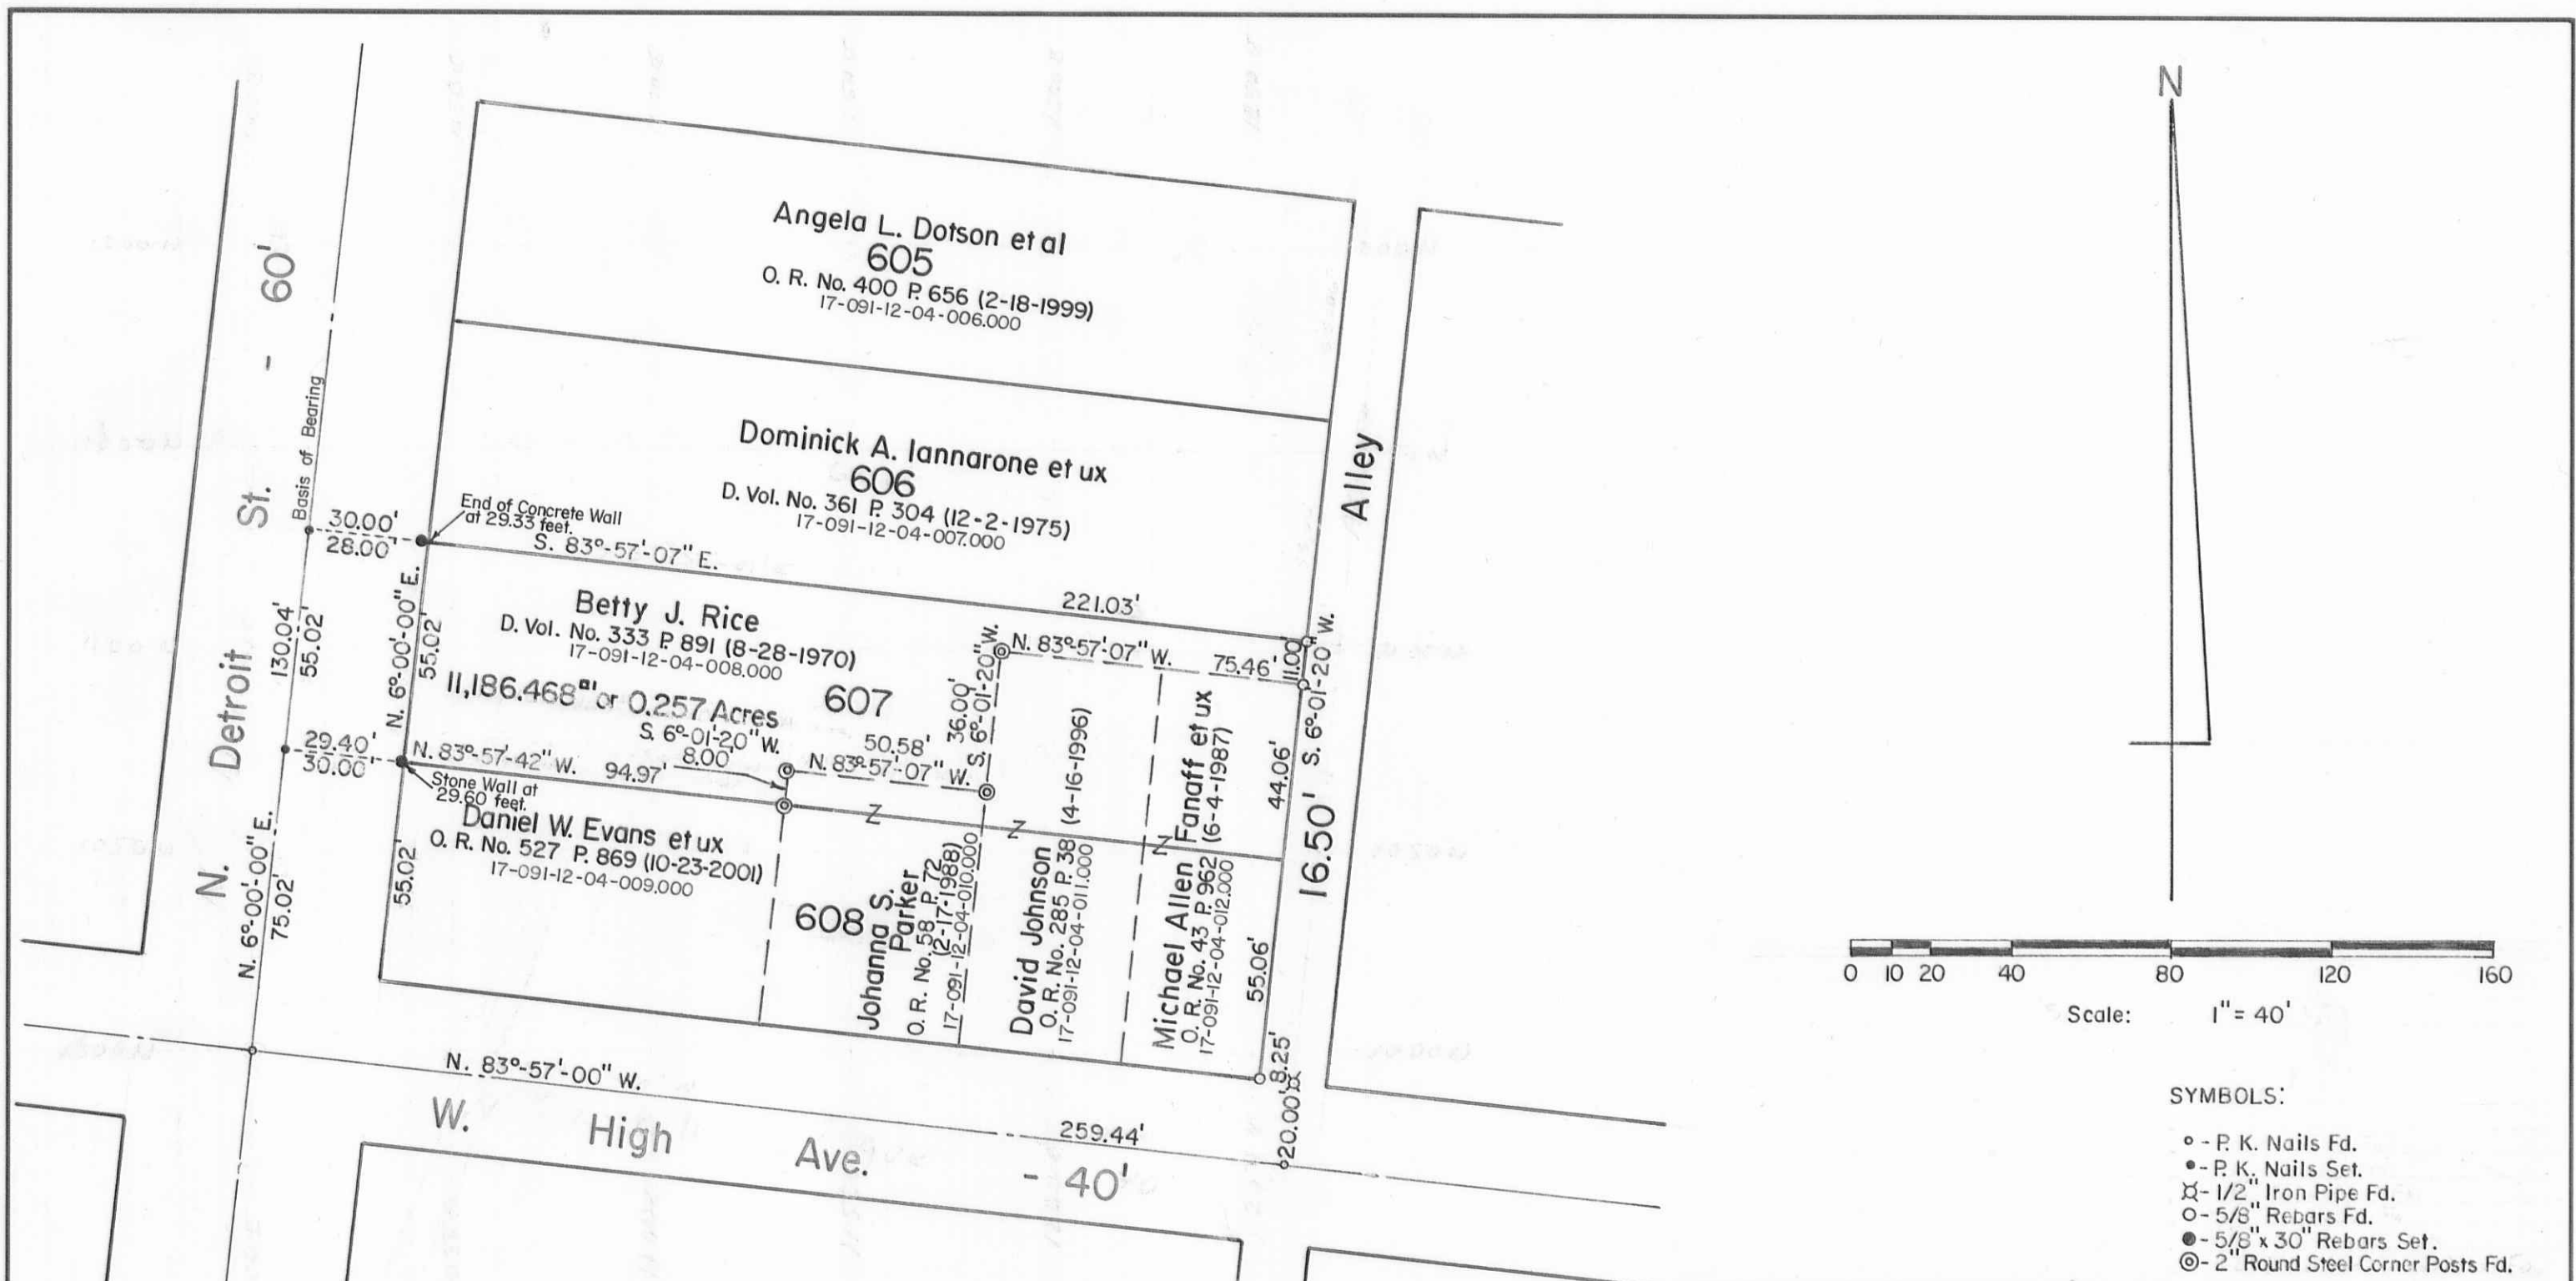 N
Angela L. Dotson et al
605
O. R. No. 400 P. 656 (2-18-1999)
17-091-12-04-006.000
Dominick A. Iannarone et ux
606
D. Vol. No. 361 P. 304 (12-2-1975)
17-091-12-04-007.000
Alley
16.50'
N. Detroit St. - 60'
Basis of Bearing
30.00'
28.00'
End of Concrete Wall
at 29.33 feet.
S. 83°-57'-07" E.
221.03'
130.04'
55.02'
N. 6°-00'-00" E.
55.02'
Betty J. Rice
D. Vol. No. 333 P. 891 (8-28-1970)
17-091-12-04-008.000
11,186.468□' or 0.257 Acres
607
S. 6°-01'-20" W.
8.00'
50.58'
N. 83°-57'-07" W.
36.00'
S. 6°-01'-20" W.
N. 83°-57'-07" W.
75.46'
11.00'
S. 6°-01'-20" W.
44.06'
29.40'
30.00'
N. 83°-57'-42" W.
94.97'
Stone Wall at
29.60 feet.
Daniel W. Evans et ux
O. R. No. 527 P. 869 (10-23-2001)
17-091-12-04-009.000
55.02'
N. 6°-00'-00" E.
75.02'
608
Johanna S.
Parker
O. R. No. 58 P. 72
(2-17-1988)
17-091-12-04-010.000
David Johnson
O. R. No. 285 P. 38 (4-16-1996)
17-091-12-04-011.000
Michael Allen Fanaff et ux
O. R. No. 43 P. 962 (6-4-1987)
17-091-12-04-012.000
Z
Z
Z
55.06'
8.25'
20.00'
N. 83°-57'-00" W.
259.44'
W. High Ave. - 40'
0 10 20 40 80 120 160
Scale: 1" = 40'
SYMBOLS:
- P. K. Nails Fd.
- P. K. Nails Set.
- 1/2" Iron Pipe Fd.
- 5/8" Rebars Fd.
- 5/8" x 30" Rebars Set.
- 2" Round Steel Corner Posts Fd.